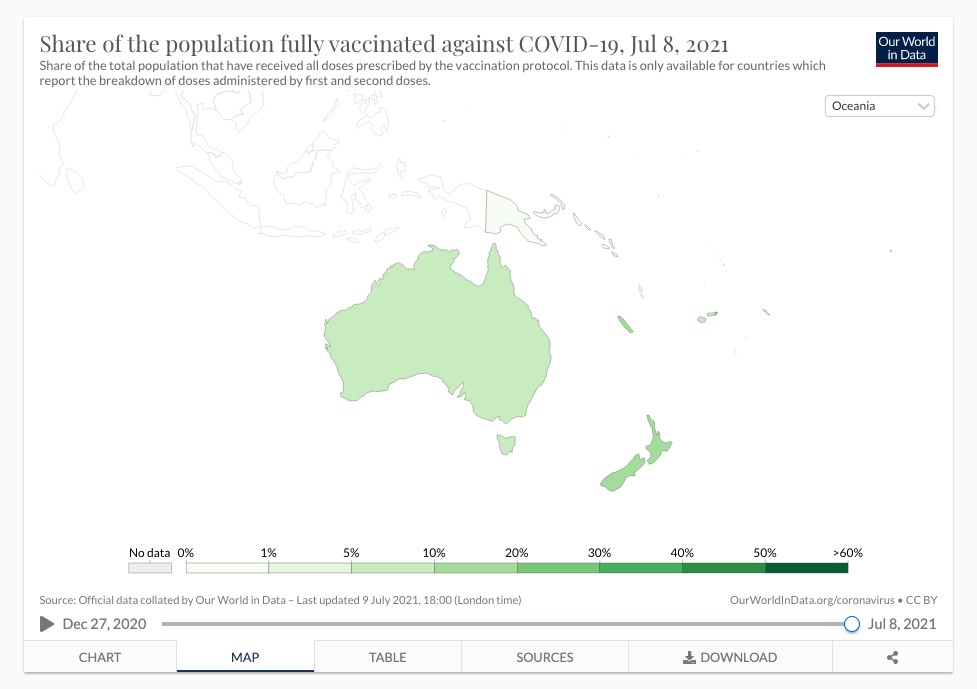 Share of the population fully vaccinated against COVID-19, Jul 8, 2021
Our World
in Data
Share of the total population that have received all doses prescribed by the vaccination protocol. This data is only available for countries which
report the breakdown of doses administered by first and second doses.
Oceania
No data 0% 1% 5% 10% 20% 30% 40% 50% >60%
Source: Official data collated by Our World in Data – Last updated 9 July 2021, 18:00 (London time)
OurWorldInData.org/coronavirus • CC BY
Dec 27, 2020
Jul 8, 2021
CHART MAP TABLE SOURCES DOWNLOAD